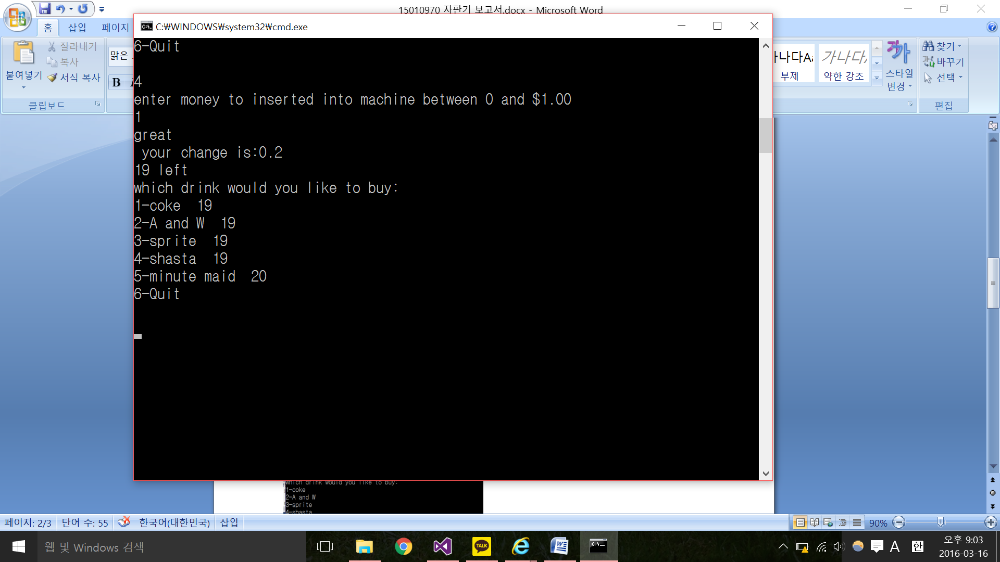 15010970 자판기 보고서.docx - Microsoft Word
홈 삽입 페이지
잘라내기
복사
서식 복사
붙여넣기
클립보드
맑은
B
부제
약한 강조
스타일
변경
찾기
바꾸기
선택
편집
C:₩WINDOWS₩system32₩cmd.exe
6-Quit
4
enter money to inserted into machine between 0 and $1.00
1
great
your change is:0.2
19 left
which drink would you like to buy:
1-coke  19
2-A and W  19
3-sprite  19
4-shasta  19
5-minute maid  20
6-Quit
which drink would you like to buy:
1-coke
2-A and W
3-sprite
4-shasta
페이지: 2/3 단어 수: 55 한국어(대한민국) 삽입 90%
웹 및 Windows 검색
TALK
A 한
오후 9:03
2016-03-16